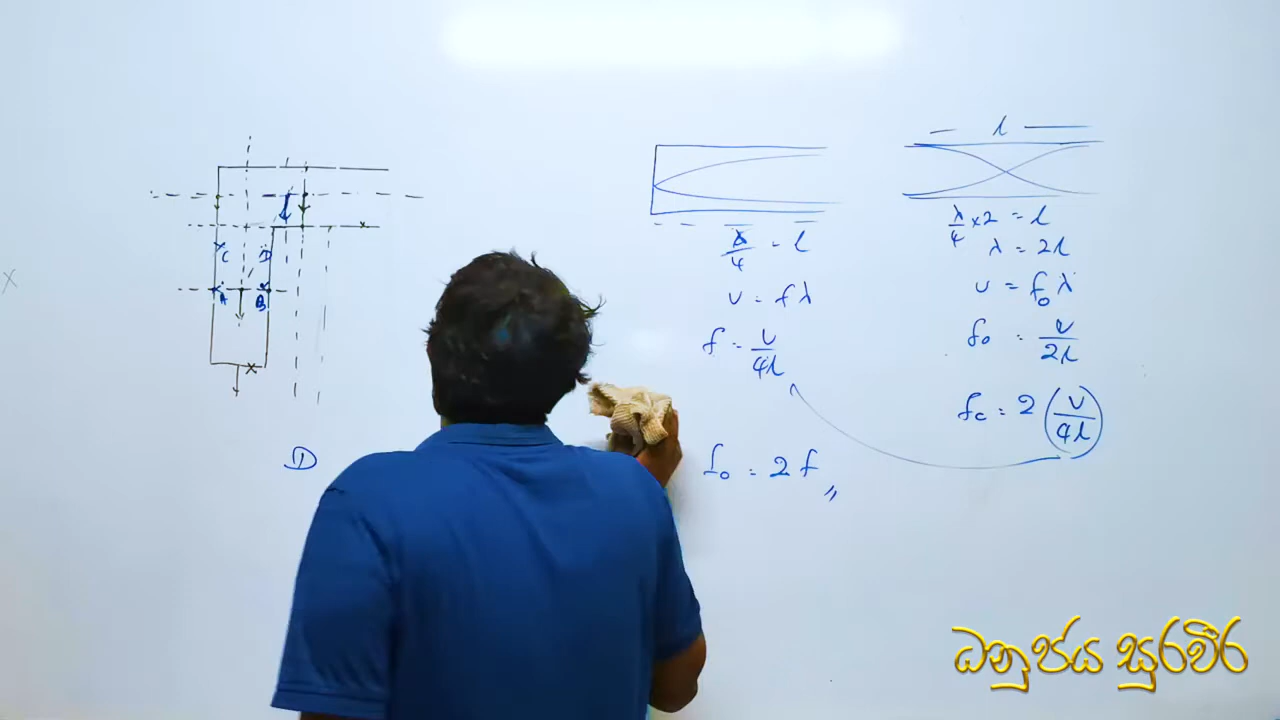 C D
A B
D
λ/4 = l
v = fλ
f = v/4l
f₀ = 2f
l
λ/4 × 2 = l
λ = 2l
v = f₀λ
f₀ = v/2l
f₀ = 2(v/4l)
ධනුජය සුරවීර